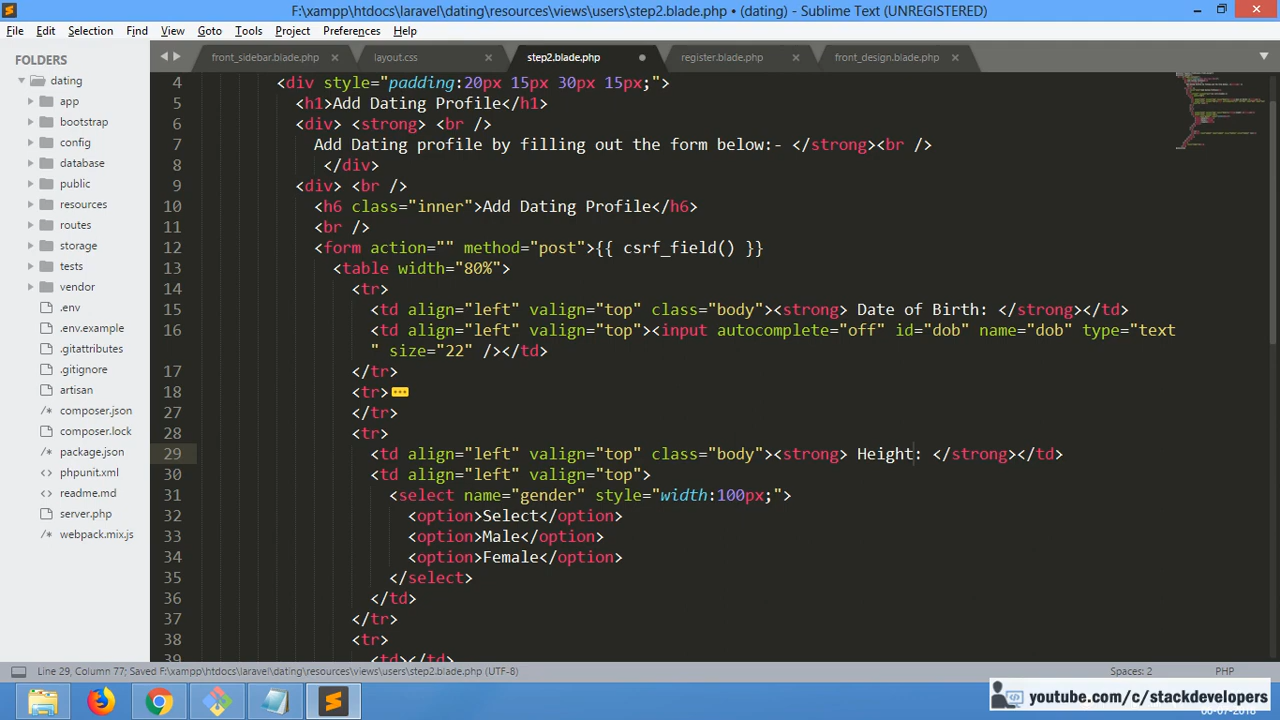 F:\xampp\htdocs\laravel\dating\resources\views\users\step2.blade.php • (dating) - Sublime Text (UNREGISTERED)
File Edit Selection Find View Goto Tools Project Preferences Help
FOLDERS
front_sidebar.blade.php × layout.css × step2.blade.php register.blade.php × front_design.blade.php ×
dating
app
bootstrap
config
database
public
resources
routes
storage
tests
vendor
.env
.env.example
.gitattributes
.gitignore
artisan
composer.json
composer.lock
package.json
phpunit.xml
readme.md
server.php
webpack.mix.js
4 <div style="padding:20px 15px 30px 15px;">
5 <h1>Add Dating Profile</h1>
6 <div> <strong> <br />
7 Add Dating profile by filling out the form below:- </strong><br />
8 </div>
9 <div> <br />
10 <h6 class="inner">Add Dating Profile</h6>
11 <br />
12 <form action="" method="post">{{ csrf_field() }}
13 <table width="80%">
14 <tr>
15 <td align="left" valign="top" class="body"><strong> Date of Birth: </strong></td>
16 <td align="left" valign="top"><input autocomplete="off" id="dob" name="dob" type="text
" size="22" /></td>
17 </tr>
18 <tr>
27 </tr>
28 <tr>
29 <td align="left" valign="top" class="body"><strong> Height: </strong></td>
30 <td align="left" valign="top">
31 <select name="gender" style="width:100px;">
32 <option>Select</option>
33 <option>Male</option>
34 <option>Female</option>
35 </select>
36 </td>
37 </tr>
38 <tr>
39 <td></td>
Line 29, Column 77; Saved F:\xampp\htdocs\laravel\dating\resources\views\users\step2.blade.php (UTF-8) Spaces: 2 PHP
youtube.com/c/stackdevelopers